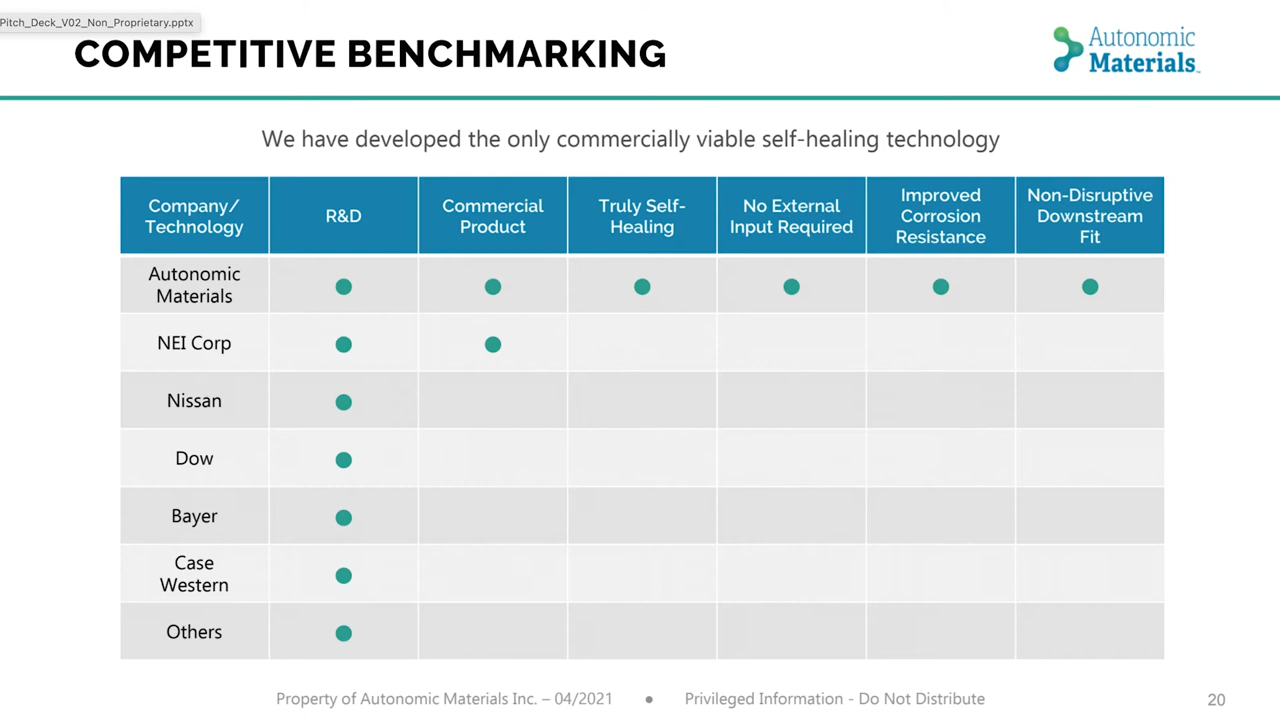 Pitch_Deck_V02_Non_Proprietary.pptx
COMPETITIVE BENCHMARKING
Autonomic
Materials™
We have developed the only commercially viable self-healing technology
Company/
Technology
R&D
Commercial
Product
Truly Self-
Healing
No External
Input Required
Improved
Corrosion
Resistance
Non-Disruptive
Downstream
Fit
Autonomic
Materials
NEI Corp
Nissan
Dow
Bayer
Case
Western
Others
Property of Autonomic Materials Inc. – 04/2021 ● Privileged Information - Do Not Distribute
20